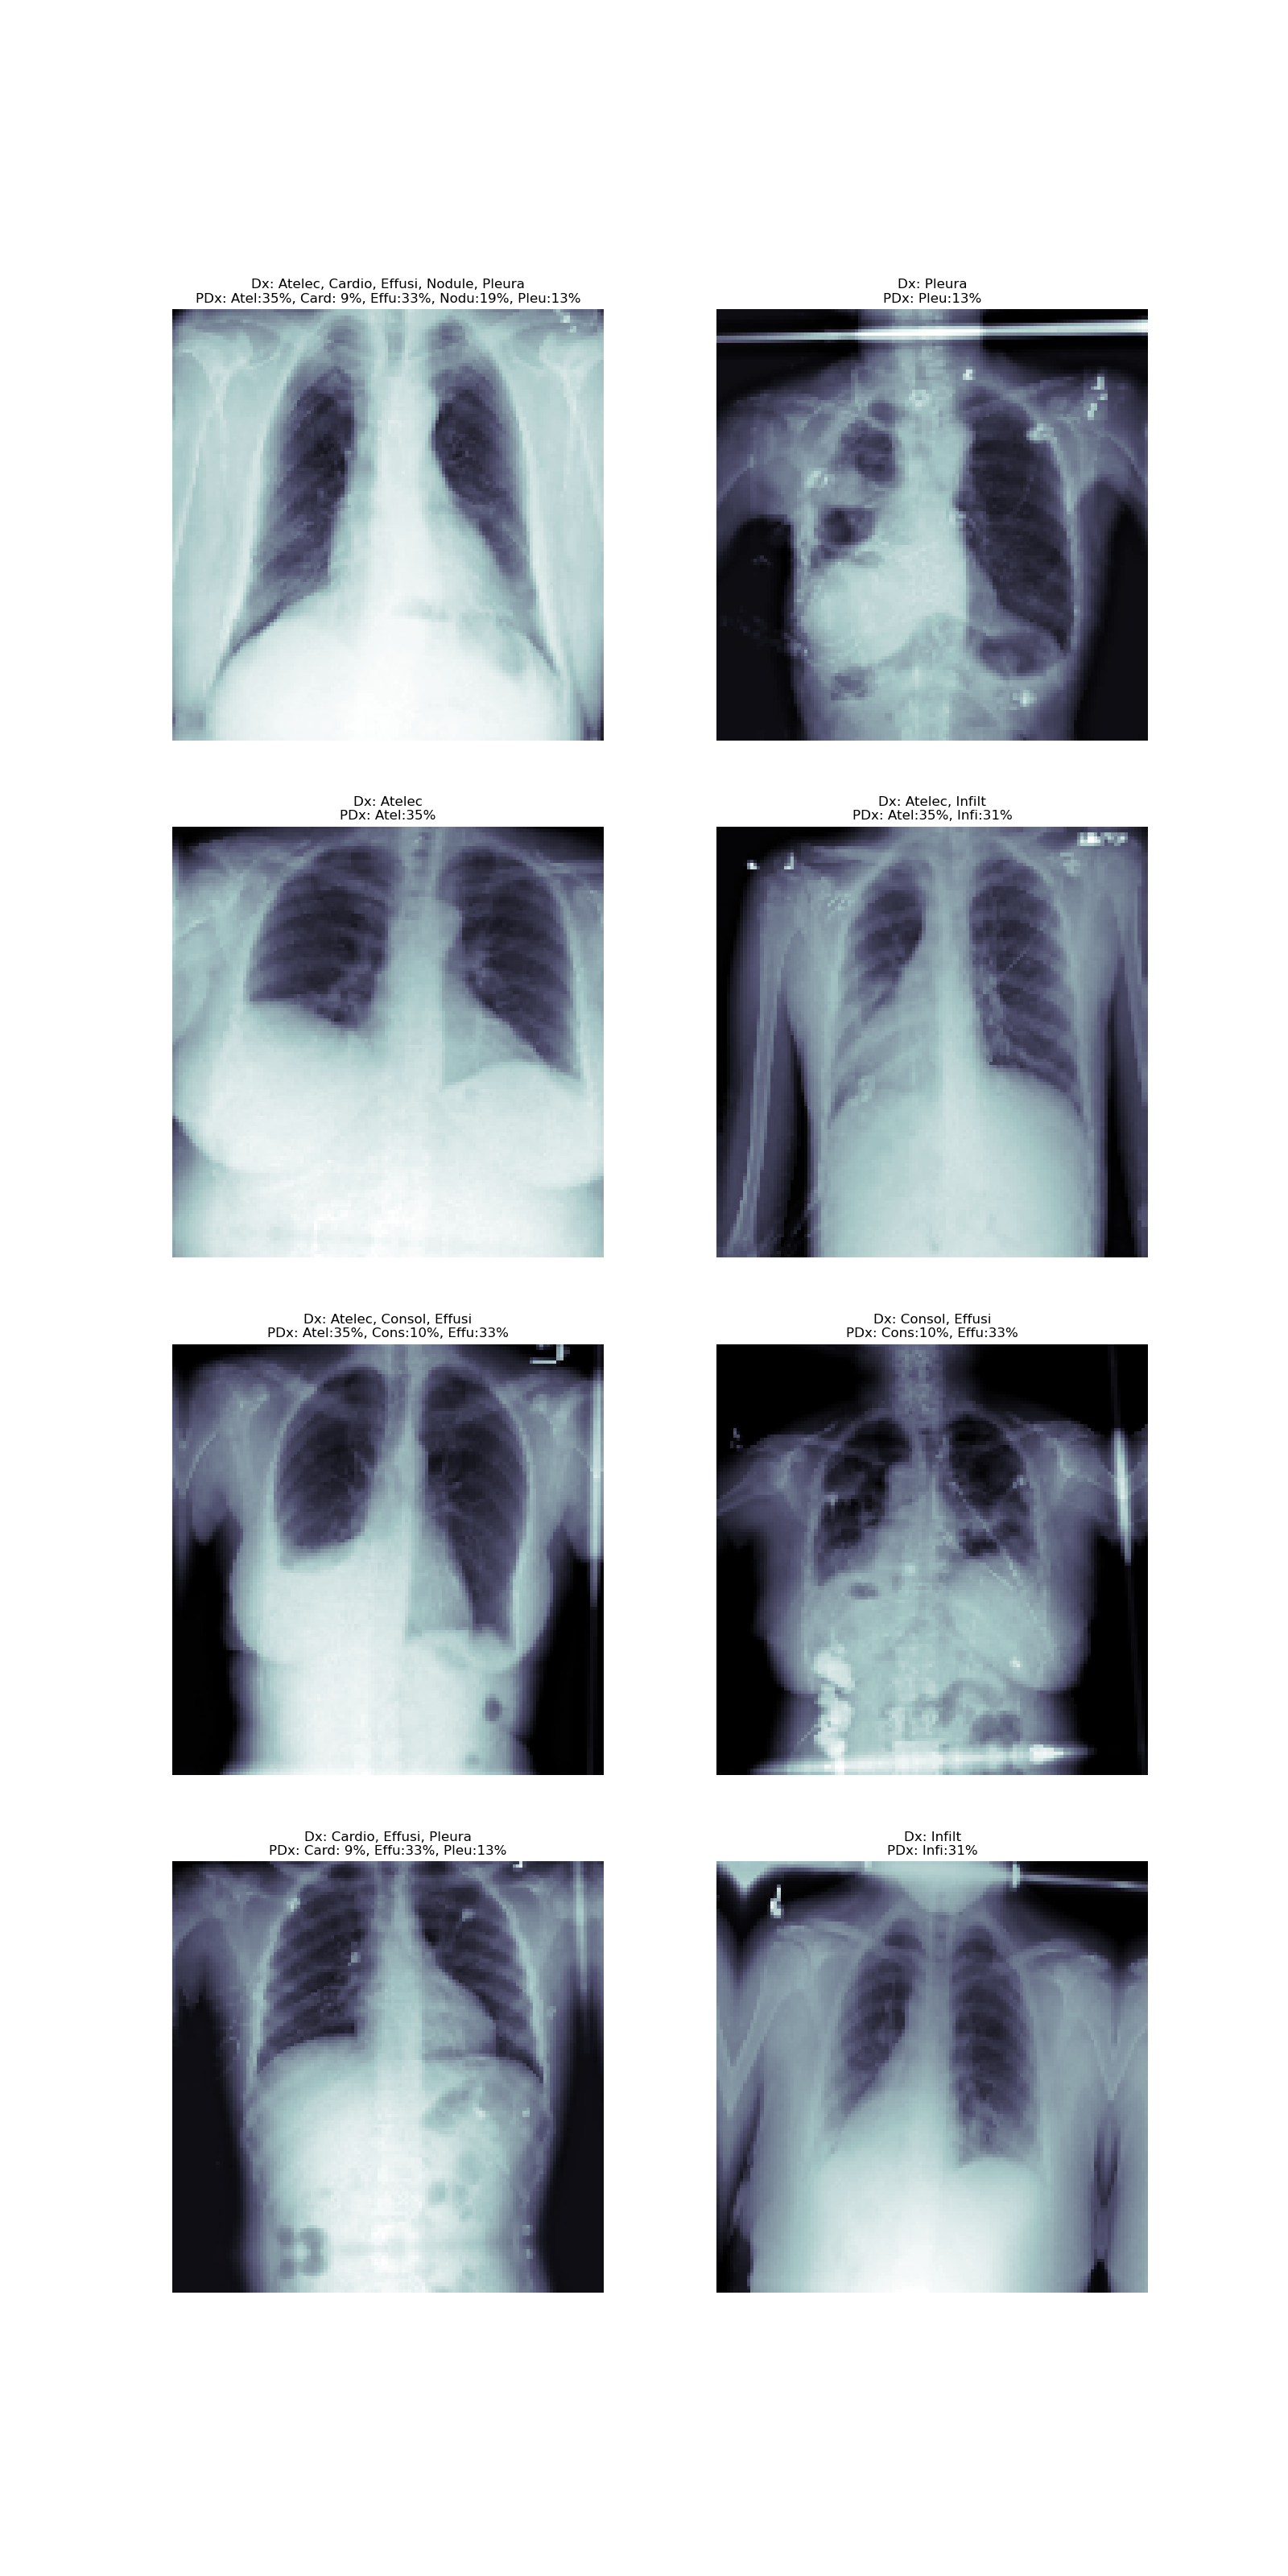 Dx: Atelec, Cardio, Effusi, Nodule, Pleura
PDx: Atel:35%, Card: 9%, Effu:33%, Nodu:19%, Pleu:13%
Dx: Pleura
PDx: Pleu:13%
Dx: Atelec
PDx: Atel:35%
Dx: Atelec, Infilt
PDx: Atel:35%, Infi:31%
Dx: Atelec, Consol, Effusi
PDx: Atel:35%, Cons:10%, Effu:33%
Dx: Consol, Effusi
PDx: Cons:10%, Effu:33%
Dx: Cardio, Effusi, Pleura
PDx: Card: 9%, Effu:33%, Pleu:13%
Dx: Infilt
PDx: Infi:31%